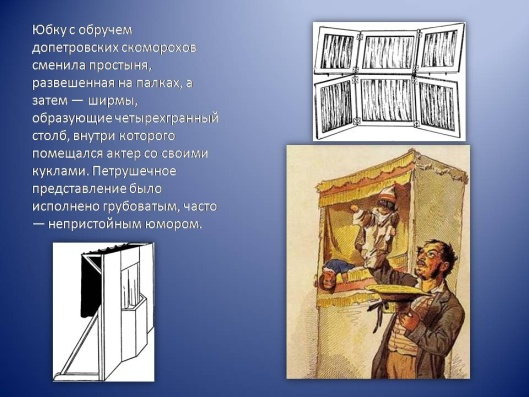 Юбку с обручем
допетровских скоморохов
сменила простыня,
развешенная на палках, а
затем — ширмы,
образующие четырехгранный
столб, внутри которого
помещался актер со своими
куклами. Петрушечное
представление было
исполнено грубоватым, часто
— непристойным юмором.